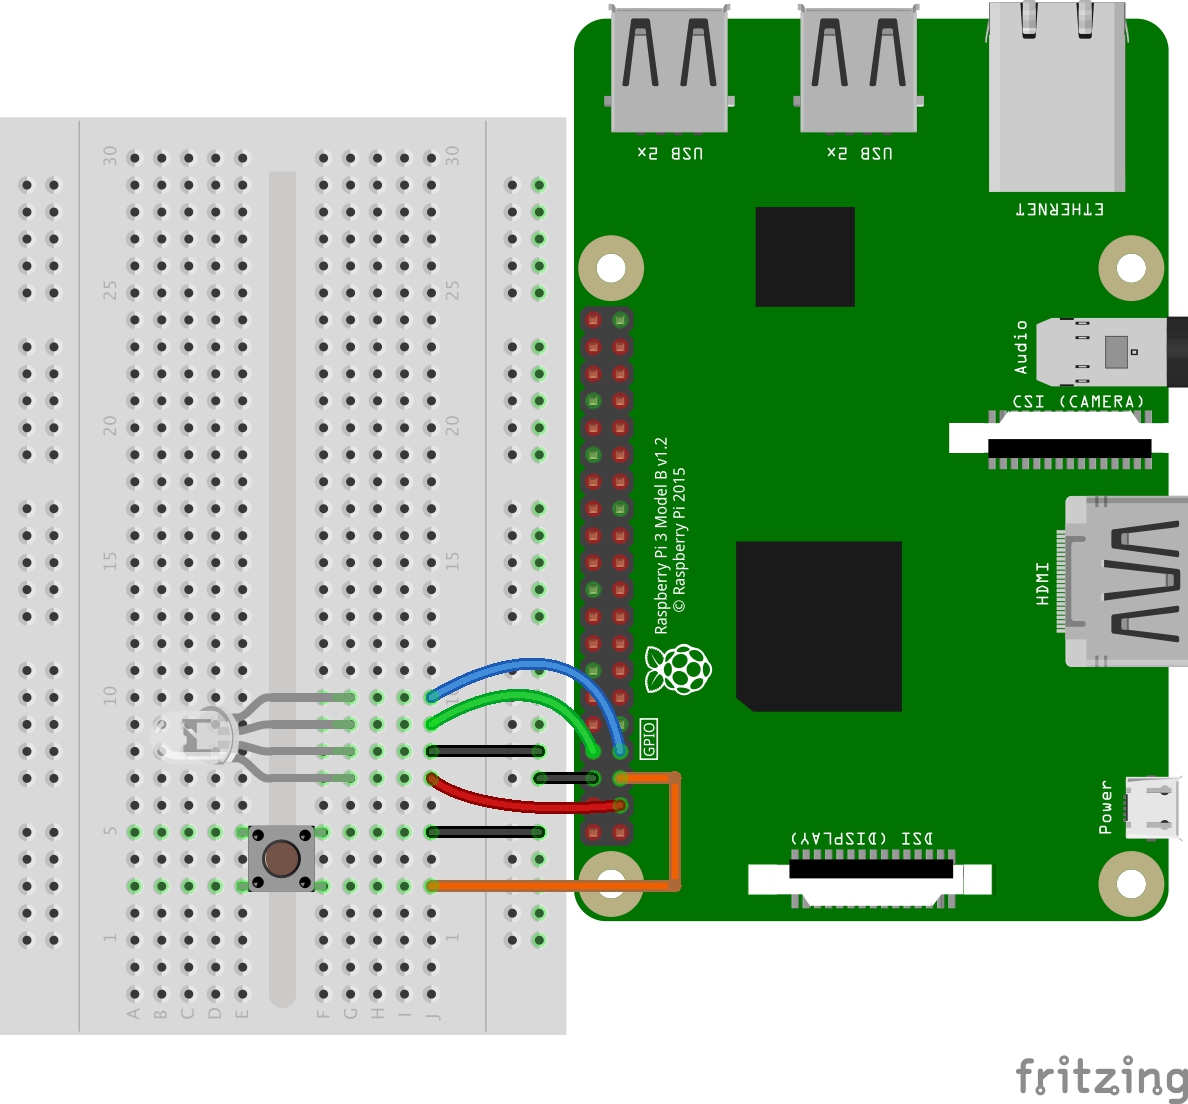 USB 2x
USB 2x
ETHERNET
30
30
25
25
Audio
CSI (CAMERA)
20
20
Raspberry Pi 3 Model B v1.2
© Raspberry Pi 2015
15
15
HDMI
10
10
GPIO
Power
5
5
DSI (DISPLAY)
1
1
A B C D E F G H I J
fritzing